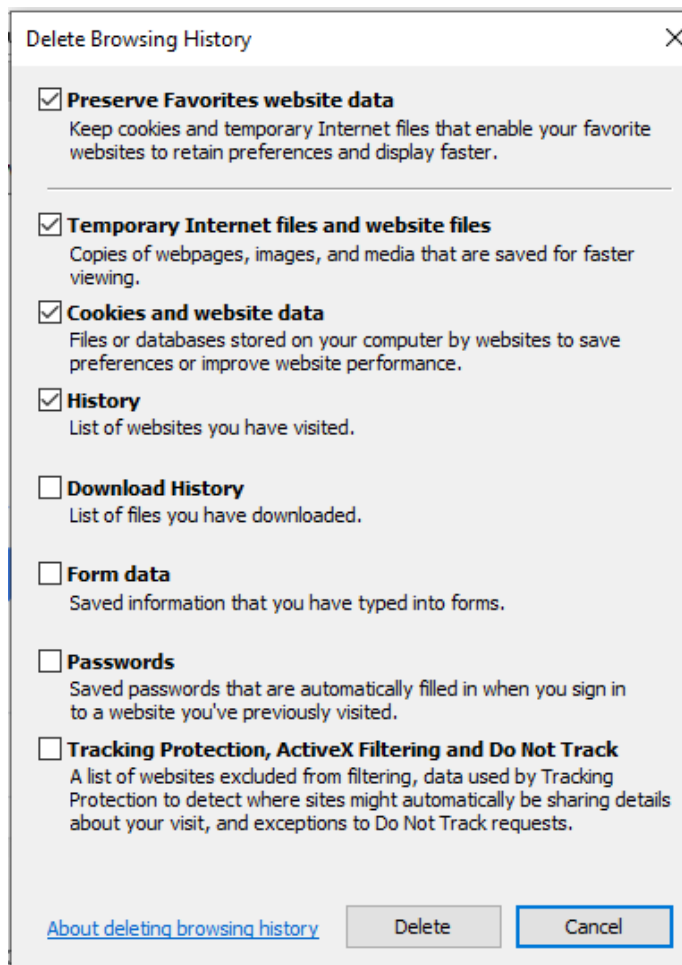 Delete Browsing History
Preserve Favorites website data
Keep cookies and temporary Internet files that enable your favorite
websites to retain preferences and display faster.
Temporary Internet files and website files
Copies of webpages, images, and media that are saved for faster
viewing.
Cookies and website data
Files or databases stored on your computer by websites to save
preferences or improve website performance.
History
List of websites you have visited.
Download History
List of files you have downloaded.
Form data
Saved information that you have typed into forms.
Passwords
Saved passwords that are automatically filled in when you sign in
to a website you've previously visited.
Tracking Protection, ActiveX Filtering and Do Not Track
A list of websites excluded from filtering, data used by Tracking
Protection to detect where sites might automatically be sharing details
about your visit, and exceptions to Do Not Track requests.
About deleting browsing history Delete Cancel